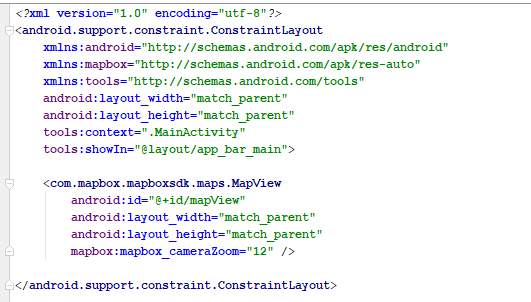 <?xml version="1.0" encoding="utf-8"?>
<android.support.constraint.ConstraintLayout
xmlns:android="http://schemas.android.com/apk/res/android"
xmlns:mapbox="http://schemas.android.com/apk/res-auto"
xmlns:tools="http://schemas.android.com/tools"
android:layout_width="match_parent"
android:layout_height="match_parent"
tools:context=".MainActivity"
tools:showIn="@layout/app_bar_main">
<com.mapbox.mapboxsdk.maps.MapView
android:id="@+id/mapView"
android:layout_width="match_parent"
android:layout_height="match_parent"
mapbox:mapbox_cameraZoom="12" />
</android.support.constraint.ConstraintLayout>